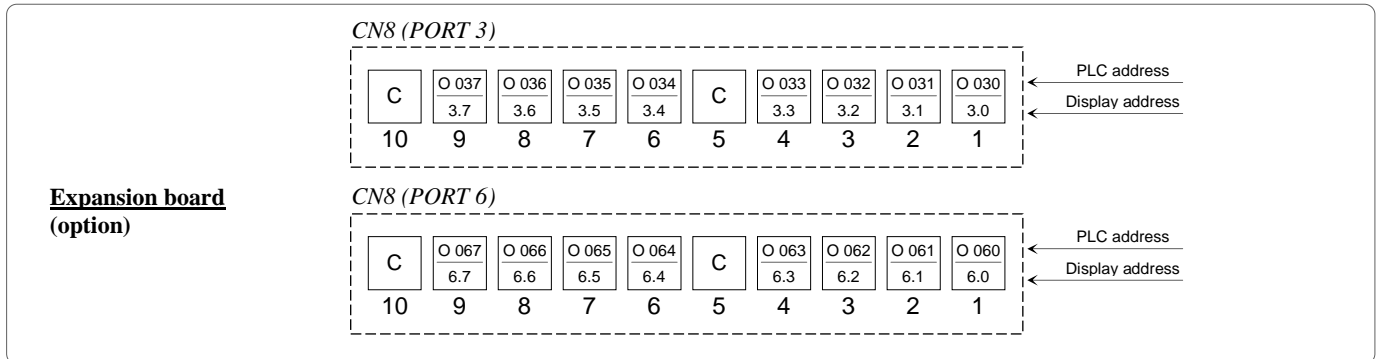 CN8 (PORT 3)
C O 037 O 036 O 035 O 034 C O 033 O 032 O 031 O 030 PLC address
3.7 3.6 3.5 3.4 3.3 3.2 3.1 3.0 Display address
10 9 8 7 6 5 4 3 2 1
Expansion board
(option)
CN8 (PORT 6)
C O 067 O 066 O 065 O 064 C O 063 O 062 O 061 O 060 PLC address
6.7 6.6 6.5 6.4 6.3 6.2 6.1 6.0 Display address
10 9 8 7 6 5 4 3 2 1